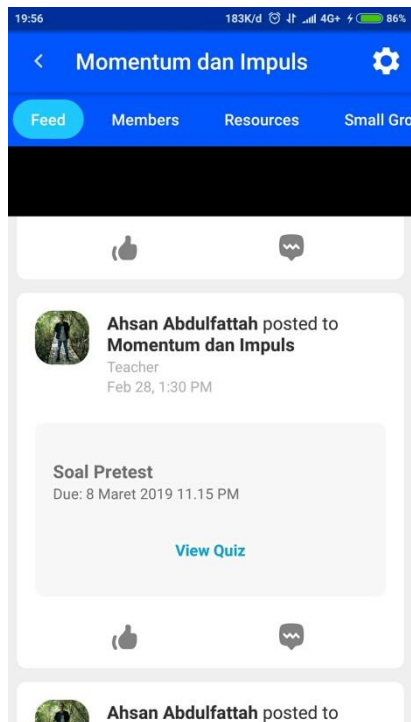 19:56 183K/d 4G+ 86%
Momentum dan Impuls
Feed Members Resources Small Gro
Ahsan Abdulfattah posted to
Momentum dan Impuls
Teacher
Feb 28, 1:30 PM
Soal Pretest
Due: 8 Maret 2019 11.15 PM
View Quiz
Ahsan Abdulfattah posted to